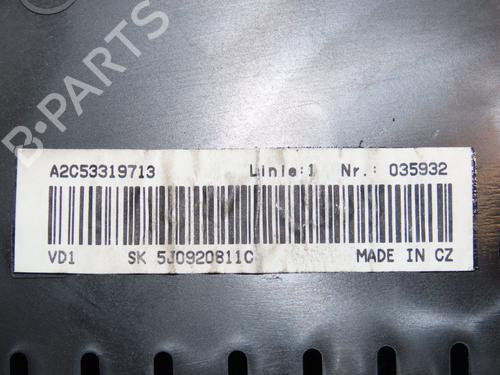 B-PARTS
A2C53319713 Linie:1 Nr.: 035932
VD1 SK 5J0920811C MADE IN CZ